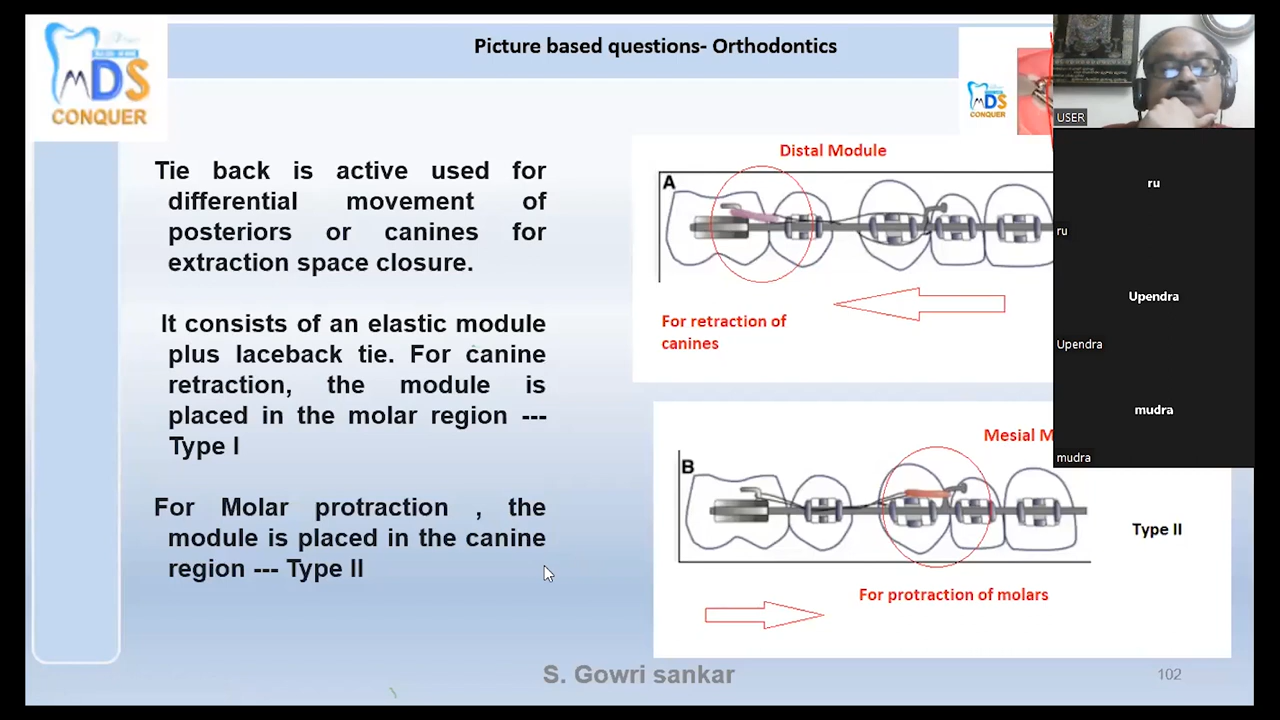 Picture based questions- Orthodontics
MDS
CONQUER
MDS
CONQUER
USER
Tie back is active used for
differential movement of
posteriors or canines for
extraction space closure.
It consists of an elastic module
plus laceback tie. For canine
retraction, the module is
placed in the molar region ---
Type I
For Molar protraction , the
module is placed in the canine
region --- Type II
Distal Module
A
For retraction of
canines
Mesial M
B
Type II
For protraction of molars
ru
ru
Upendra
Upendra
mudra
mudra
S. Gowri sankar
102